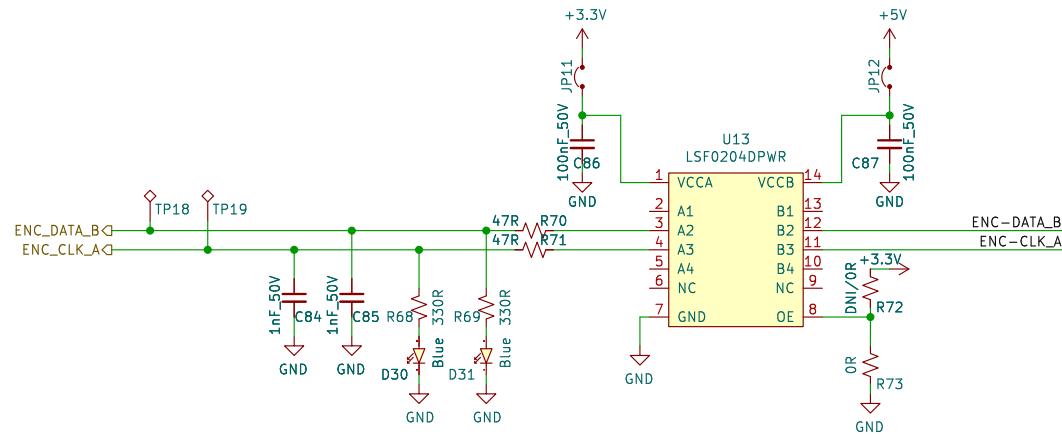 +3.3V
+5V
JP11
JP12
100nF_50V
C86
100nF_50V
C87
GND
GND
U13
LSF0204DPWR
1
VCCA
VCCB
14
2
A1
B1
13
3
A2
B2
12
4
A3
B3
11
5
A4
B4
10
6
NC
NC
9
7
GND
OE
8
TP18
TP19
ENC_DATA_B
ENC_CLK_A
47R
R70
47R
R71
ENC-DATA_B
ENC-CLK_A
+3.3V
DNI/0R
R72
1nF_50V
C84
1nF_50V
C85
R68
330R
R69
330R
Blue
D30
Blue
D31
0R
R73
GND
GND
GND
GND
GND
GND